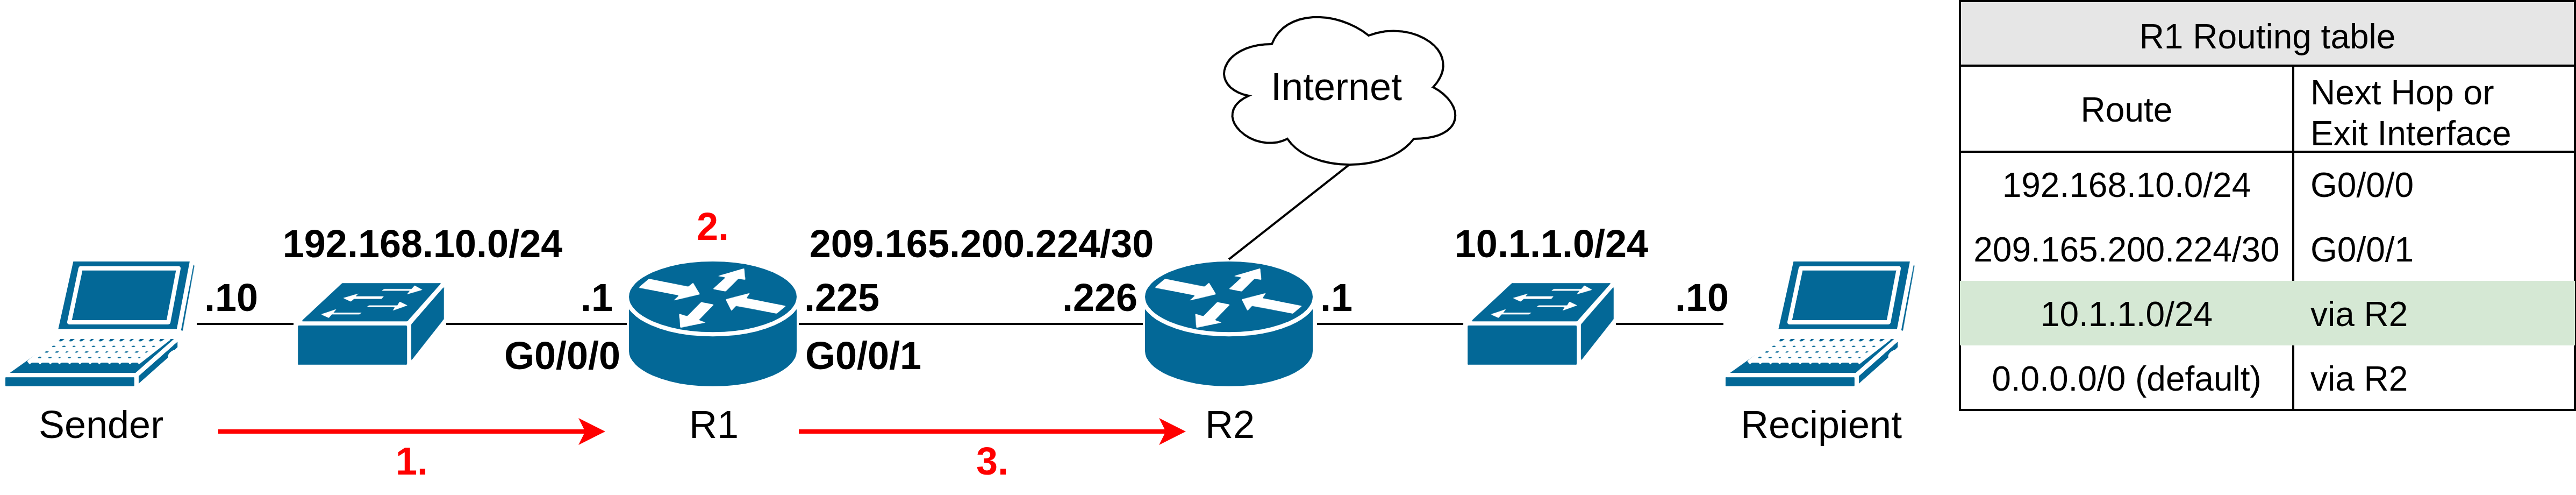 Internet
2.
192.168.10.0/24
209.165.200.224/30
10.1.1.0/24
.10
.1
.225
.226
.1
.10
G0/0/0
G0/0/1
Sender
R1
R2
Recipient
1.
3.
R1 Routing table
Route
Next Hop or
Exit Interface
192.168.10.0/24 G0/0/0
209.165.200.224/30 G0/0/1
10.1.1.0/24 via R2
0.0.0.0/0 (default) via R2